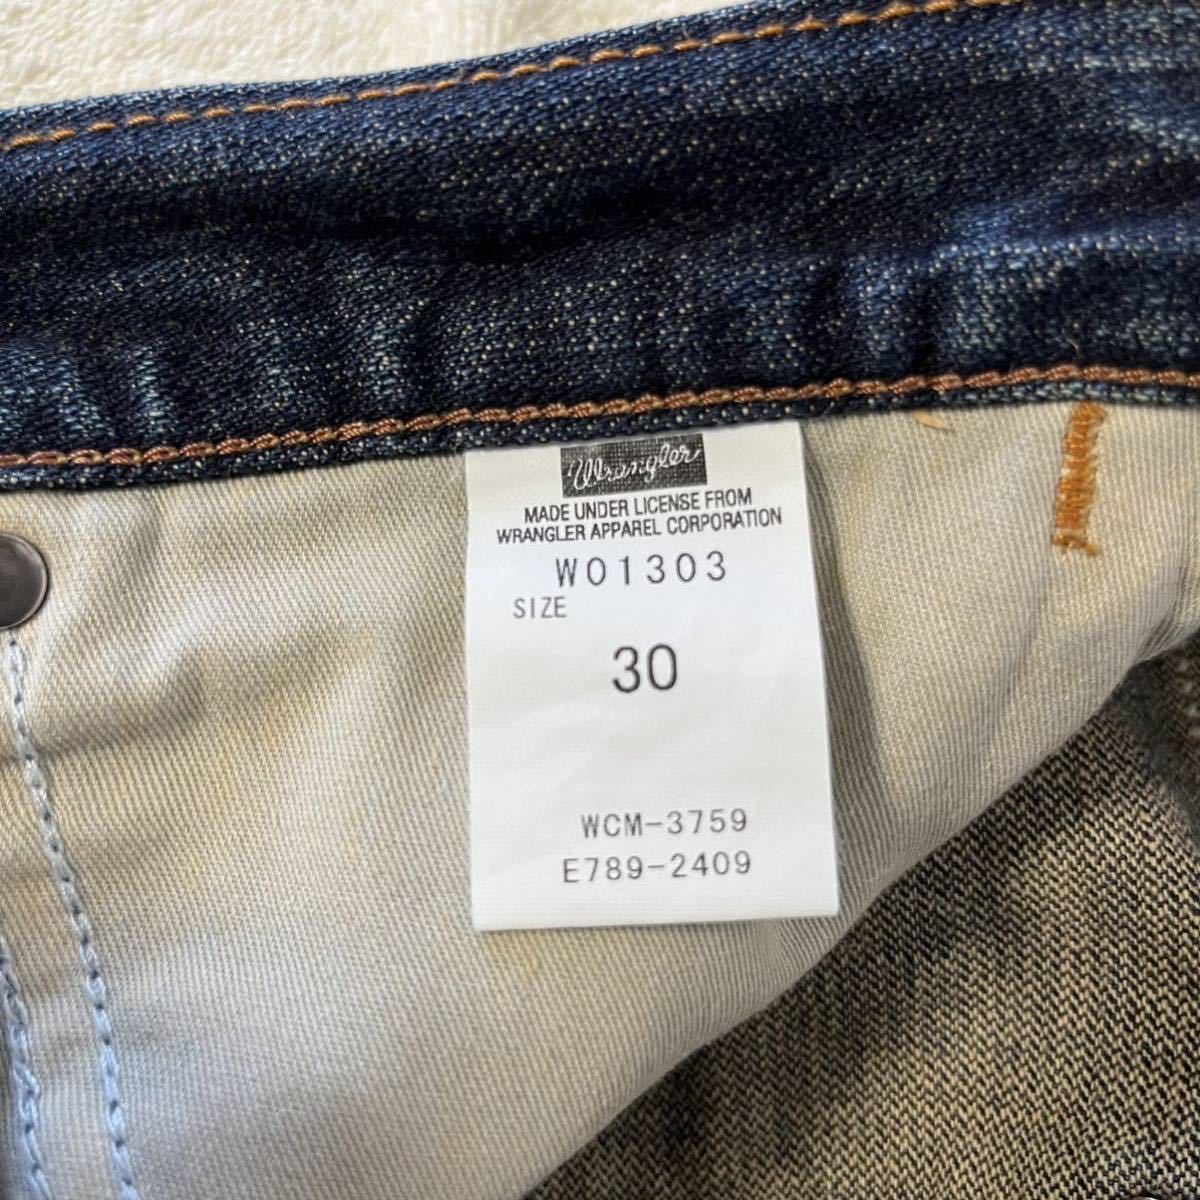 Wrangler
MADE UNDER LICENSE FROM
WRANGLER APPAREL CORPORATION
W01303
SIZE
30
WCM-3759
E789-2409